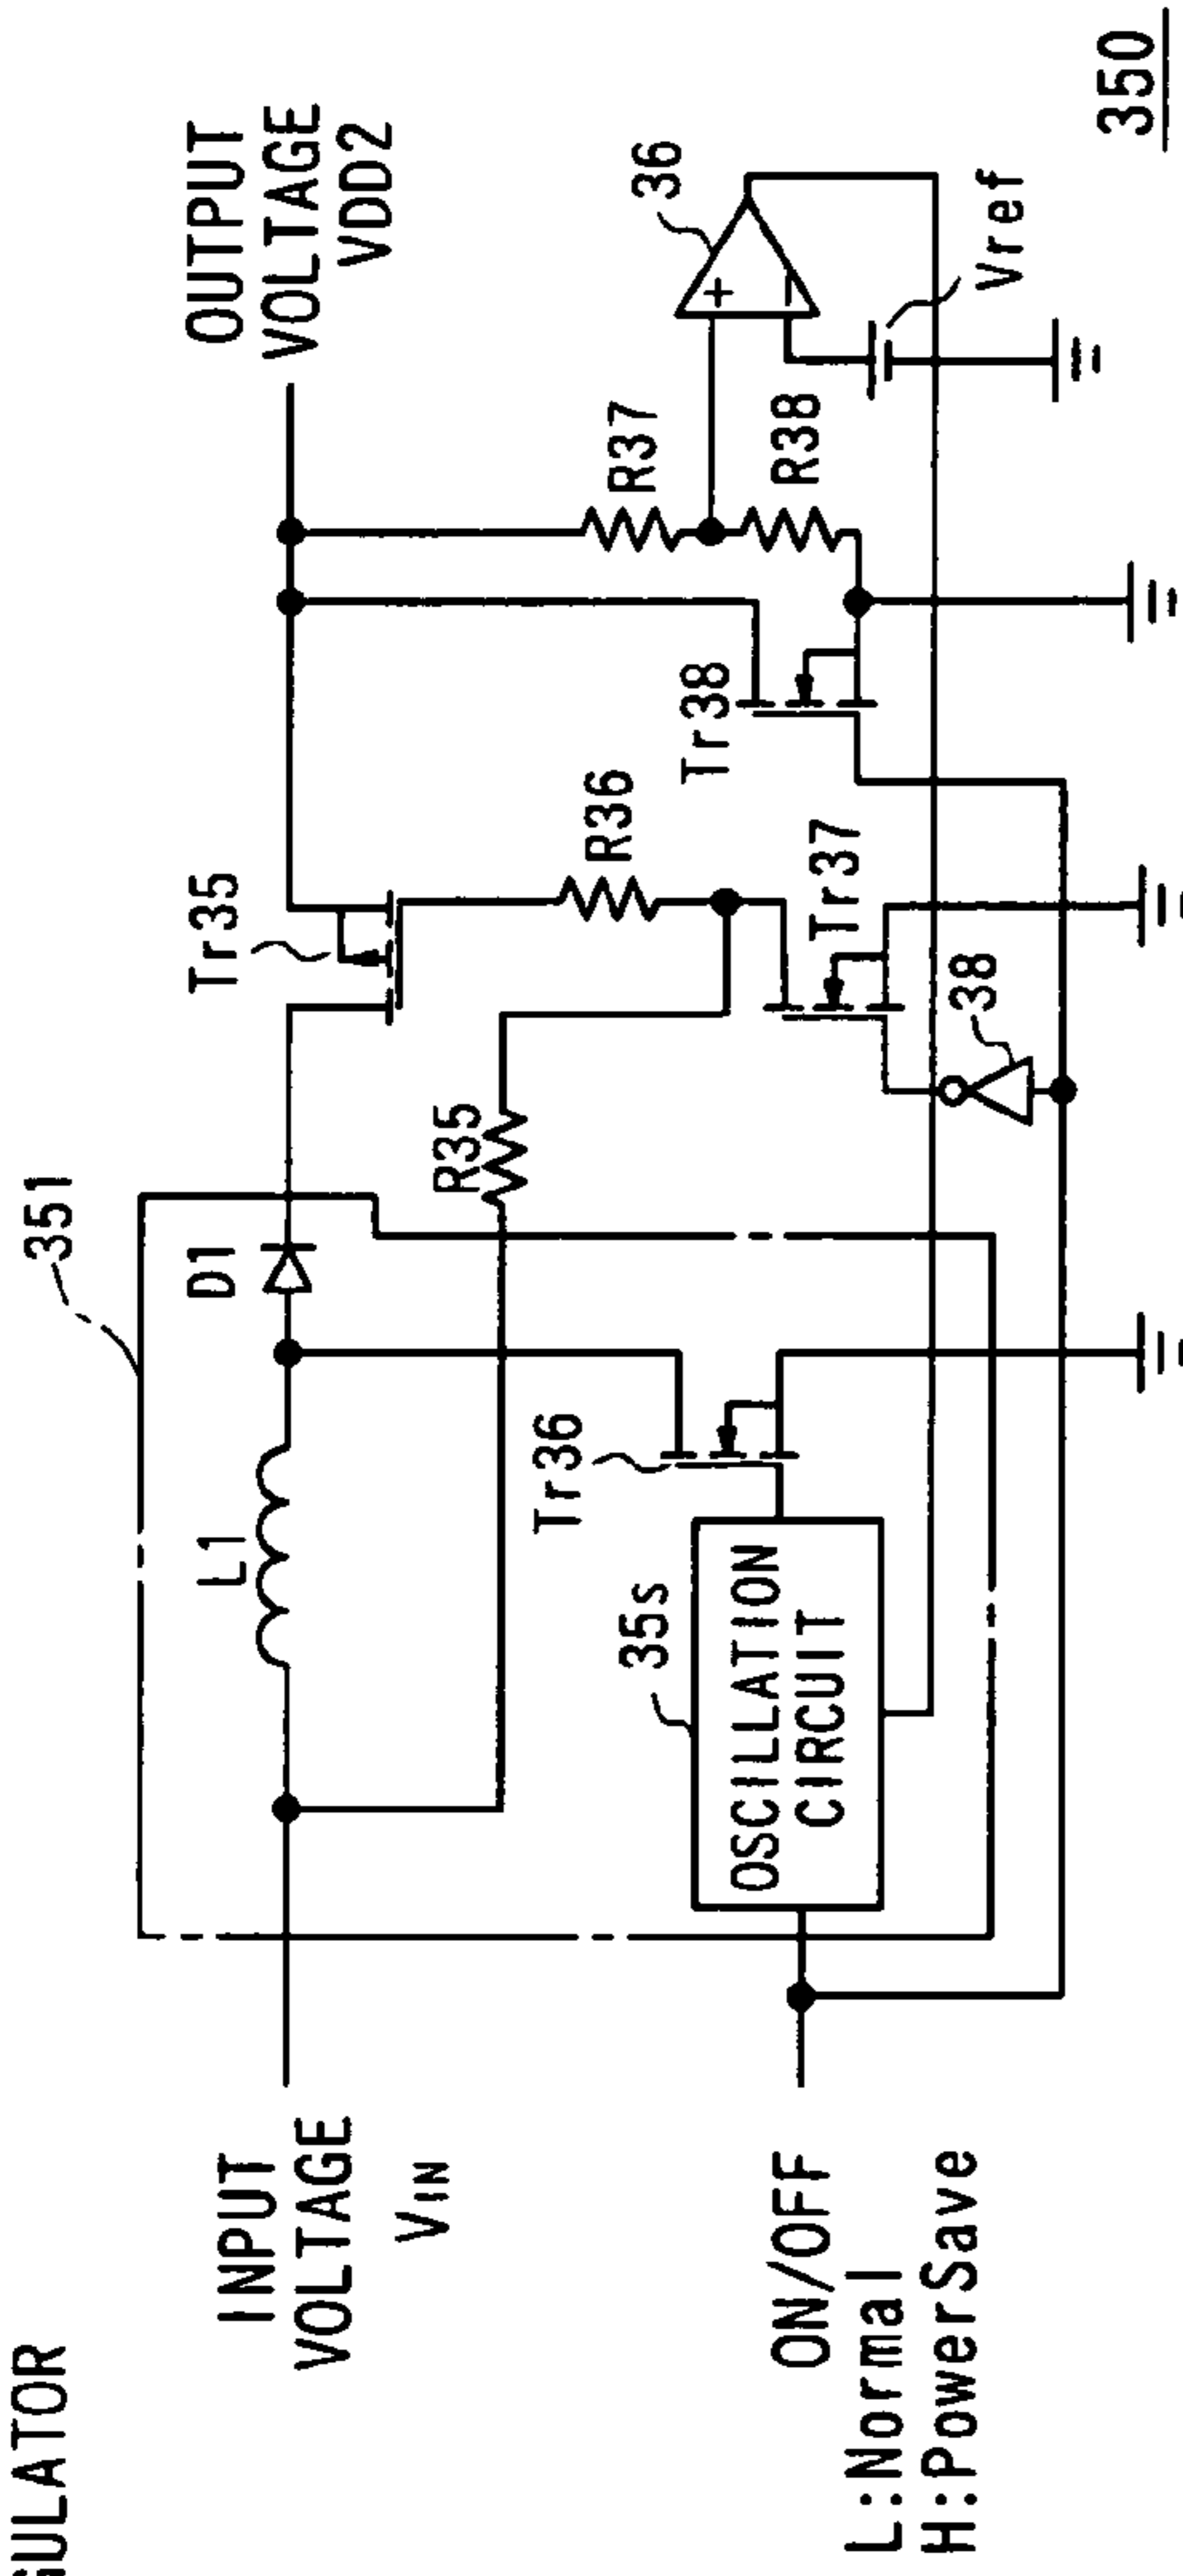 GULATOR
351
INPUT
VOLTAGE
VIN
L1
D1
Tr35
OUTPUT
VOLTAGE
VDD2
R35
R36
R37
R38
36
Vref
Tr36
Tr37
Tr38
38
35s
OSCILLATION
CIRCUIT
ON/OFF
L:Normal
H:PowerSave
350